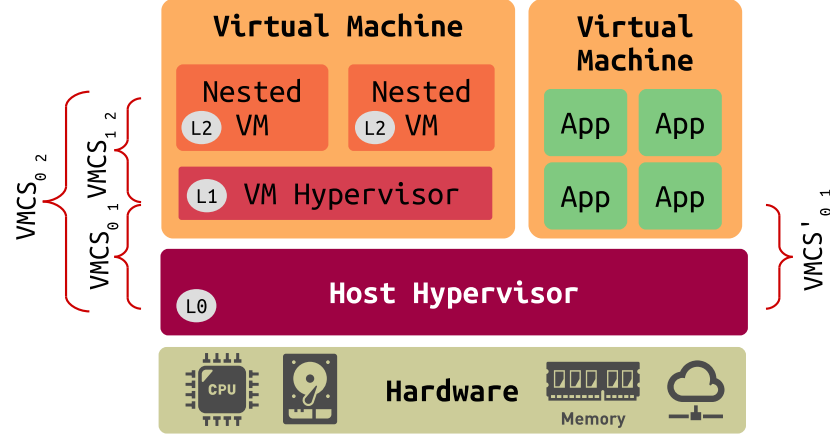 Virtual Machine
Nested
L2 VM
Nested
L2 VM
L1 VM Hypervisor
Virtual
Machine
App App
App App
VMCS0 2
VMCS1 2
VMCS0 1
VMCS'0 1
Host Hypervisor
L0
CPU
Hardware
Memory